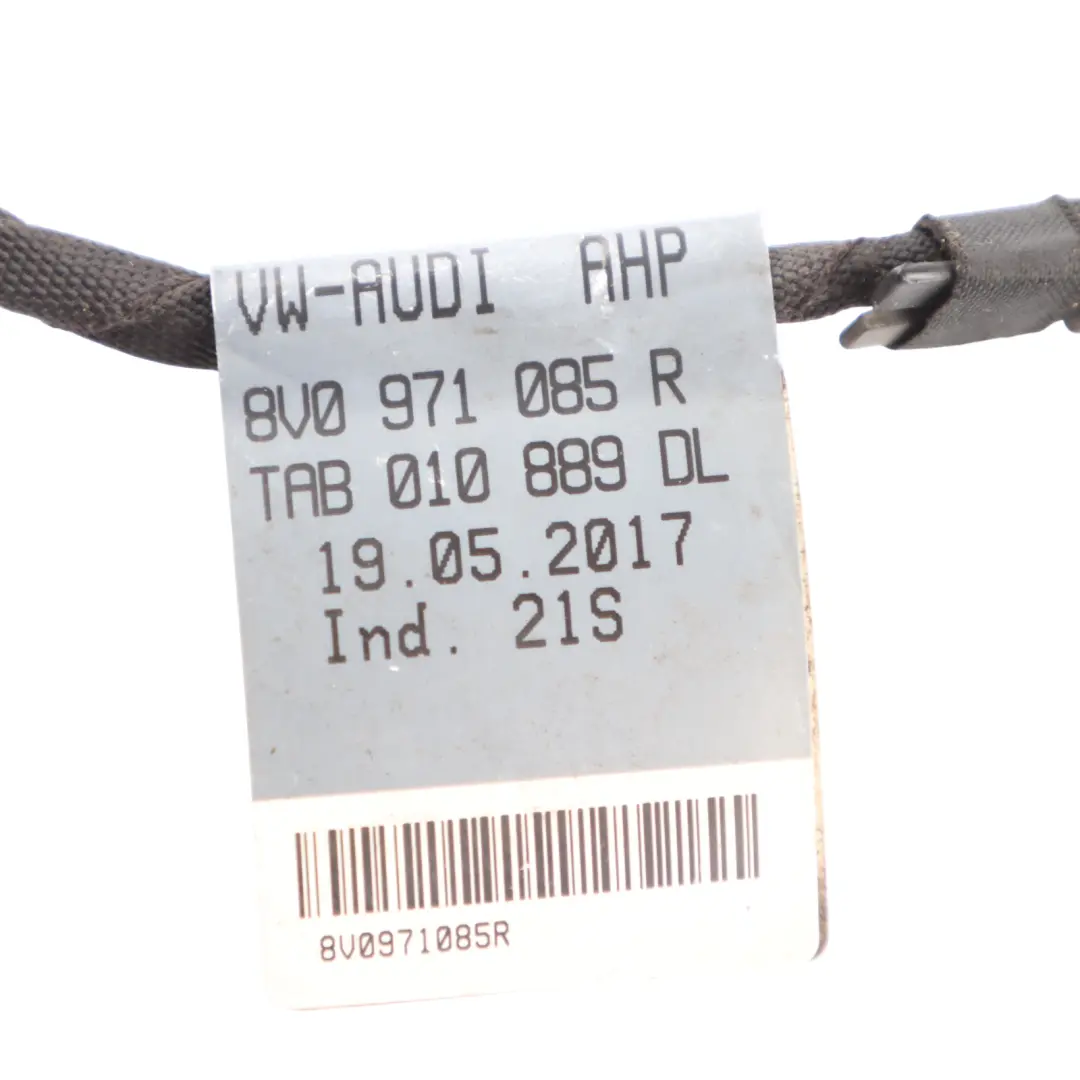 VW-AUDI AHP
8V0 971 085 R
TAB 010 889 DL
19.05.2017
Ind. 21S
8V0971085R